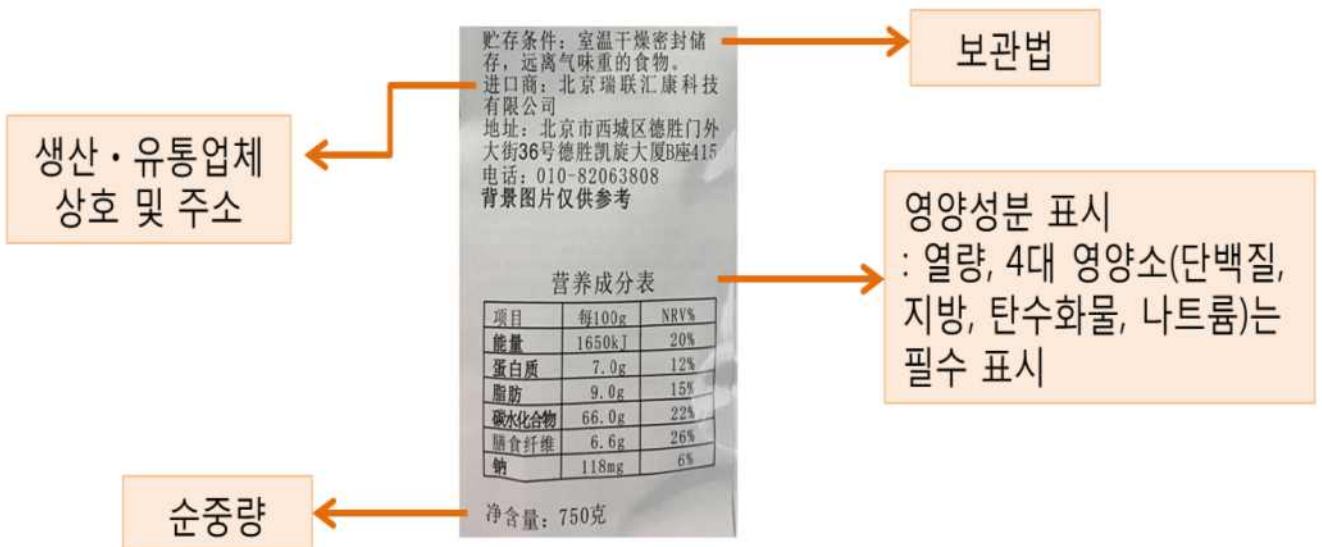 贮存条件：室温干燥密封储
存，远离气味重的食物。
进口商：北京瑞联汇康科技
有限公司
地址：北京市西城区德胜门外
大街36号德胜凯旋大厦B座415
电话：010-82063808
背景图片仅供参考
보관법
생산・유통업체
상호 및 주소
营养成分表
项目 每100g NRV%
能量 1650kJ 20%
蛋白质 7.0g 12%
脂肪 9.0g 15%
碳水化合物 66.0g 22%
膳食纤维 6.6g 26%
钠 118mg 6%
영양성분 표시
: 열량, 4대 영양소(단백질,
지방, 탄수화물, 나트륨)는
필수 표시
净含量：750克
순중량